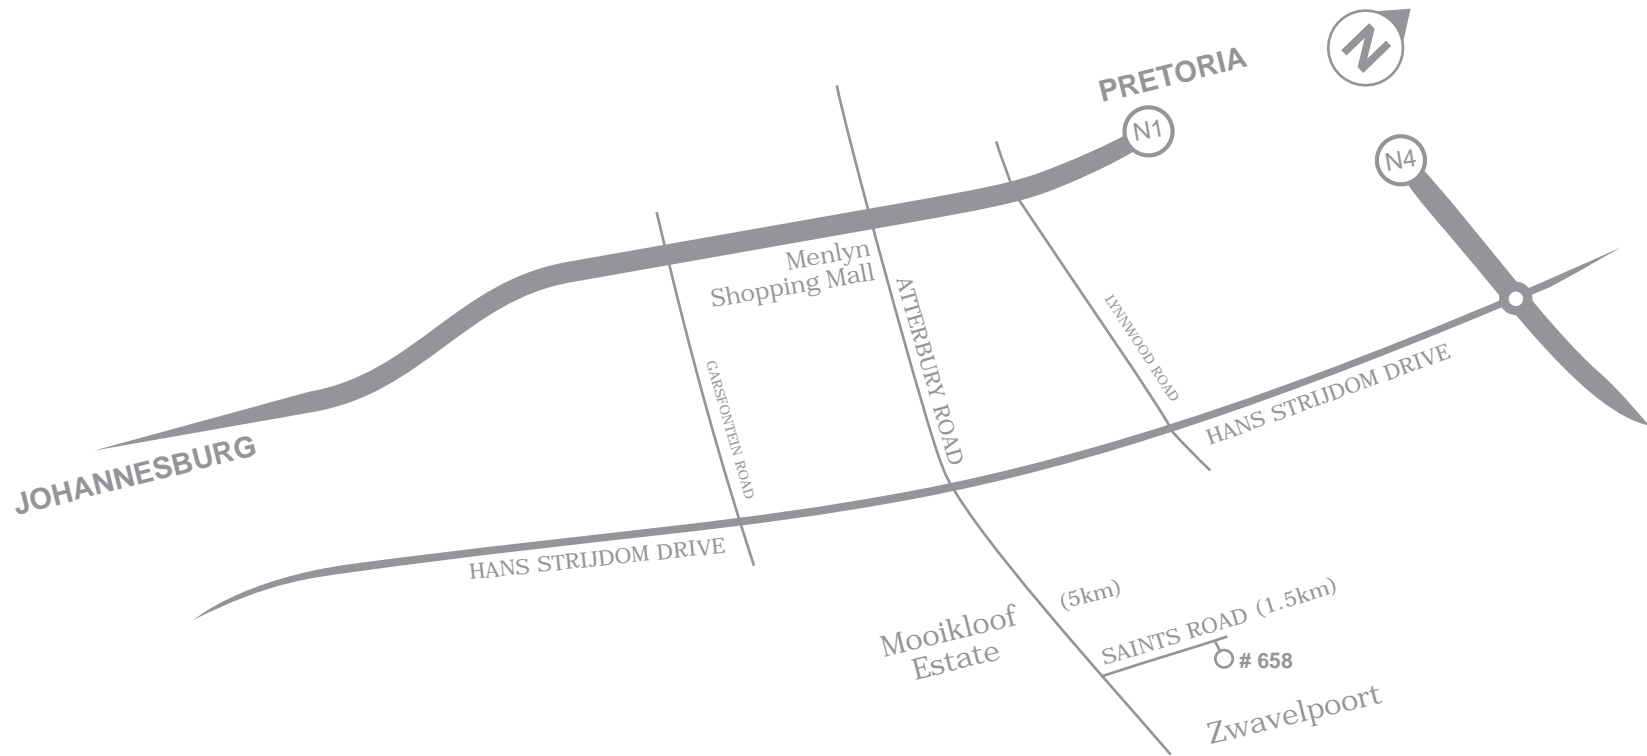 N
PRETORIA
N1
N4
Menlyn
Shopping Mall
ATTERBURY ROAD
LYNNWOOD ROAD
GARSFONTEIN ROAD
HANS STRIJDOM DRIVE
JOHANNESBURG
HANS STRIJDOM DRIVE
(5km)
Mooikloof
Estate
SAINTS ROAD (1.5km)
# 658
Zwavelpoort